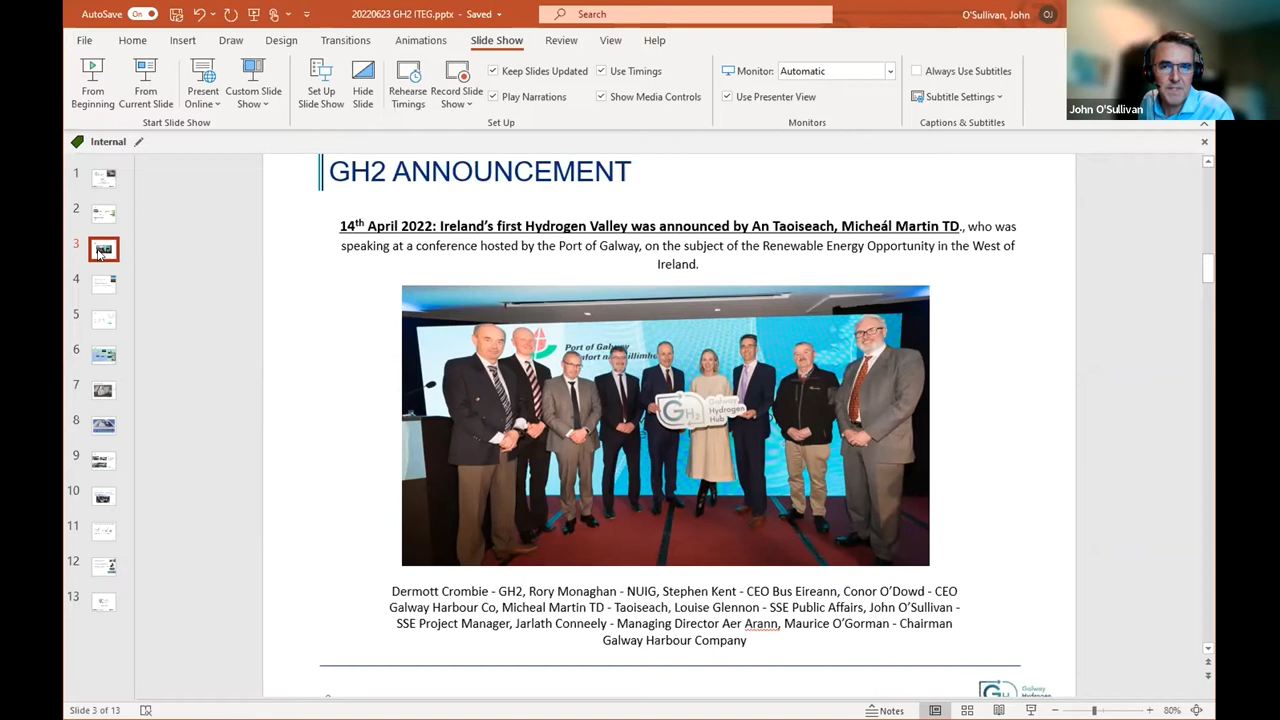 AutoSave On 20220623 GH2 ITEG.pptx - Saved Search O'Sullivan, John OJ
File Home Insert Draw Design Transitions Animations Slide Show Review View Help
From Beginning
From Current Slide
Present Online
Custom Slide Show
Start Slide Show
Set Up Slide Show
Hide Slide
Rehearse Timings
Record Slide Show
Keep Slides Updated Use Timings
Play Narrations Show Media Controls
Set Up
Monitor: Automatic
Use Presenter View
Monitors
Always Use Subtitles
Subtitle Settings
Captions & Subtitles
John O'Sullivan
Internal
1
2
3
4
5
6
7
8
9
10
11
12
13
GH2 ANNOUNCEMENT
14th April 2022: Ireland's first Hydrogen Valley was announced by An Taoiseach, Micheál Martin TD., who was
speaking at a conference hosted by the Port of Galway, on the subject of the Renewable Energy Opportunity in the West of
Ireland.
Port of Galway
GH2 Galway
Hydrogen
Hub
Dermott Crombie - GH2, Rory Monaghan - NUIG, Stephen Kent - CEO Bus Eireann, Conor O'Dowd - CEO
Galway Harbour Co, Micheal Martin TD - Taoiseach, Louise Glennon - SSE Public Affairs, John O'Sullivan -
SSE Project Manager, Jarlath Conneely - Managing Director Aer Arann, Maurice O'Gorman - Chairman
Galway Harbour Company
Galway
Slide 3 of 13 Notes 80%